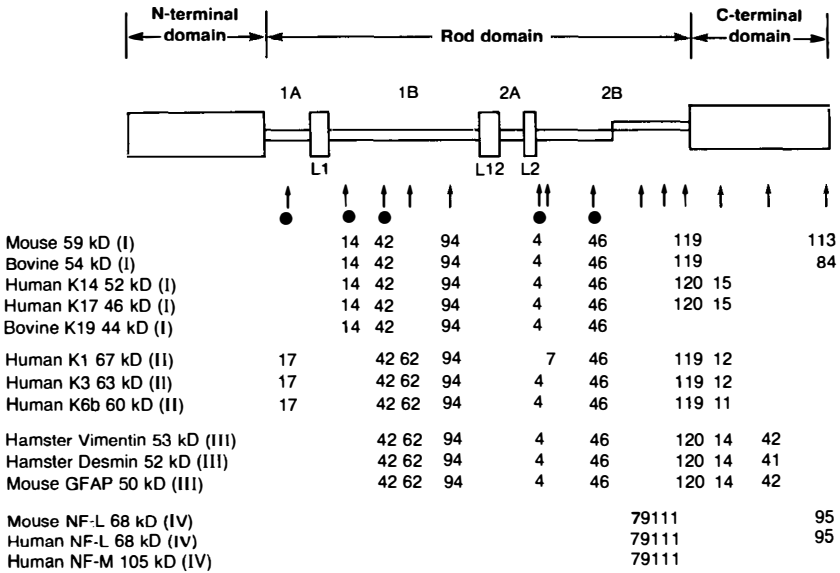 N-terminal domain Rod domain C-terminal domain
1A 1B 2A 2B
L1 L12 L2
Mouse 59 kD (I) 14 42 94 4 46 119 113
Bovine 54 kD (I) 14 42 94 4 46 119 84
Human K14 52 kD (I) 14 42 94 4 46 120 15
Human K17 46 kD (I) 14 42 94 4 46 120 15
Bovine K19 44 kD (I) 14 42 94 4 46
Human K1 67 kD (II) 17 42 62 94 7 46 119 12
Human K3 63 kD (II) 17 42 62 94 4 46 119 12
Human K6b 60 kD (II) 17 42 62 94 4 46 119 11
Hamster Vimentin 53 kD (III) 42 62 94 4 46 120 14 42
Hamster Desmin 52 kD (III) 42 62 94 4 46 120 14 41
Mouse GFAP 50 kD (III) 42 62 94 4 46 120 14 42
Mouse NF-L 68 kD (IV) 79111 95
Human NF-L 68 kD (IV) 79111 95
Human NF-M 105 kD (IV) 79111